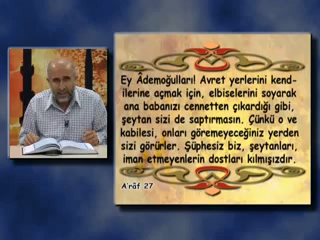 Ey Âdemoğulları! Avret yerlerini kend-
ilerine açmak için, elbiselerini soyarak
ana babanızı cennetten çıkardığı gibi,
şeytan sizi de saptırmasın. Çünkü o ve
kabilesi, onları göremeyeceğiniz yerden
sizi görürler. Şüphesiz biz, şeytanları,
iman etmeyenlerin dostları kılmışızdır.
A'râf 27